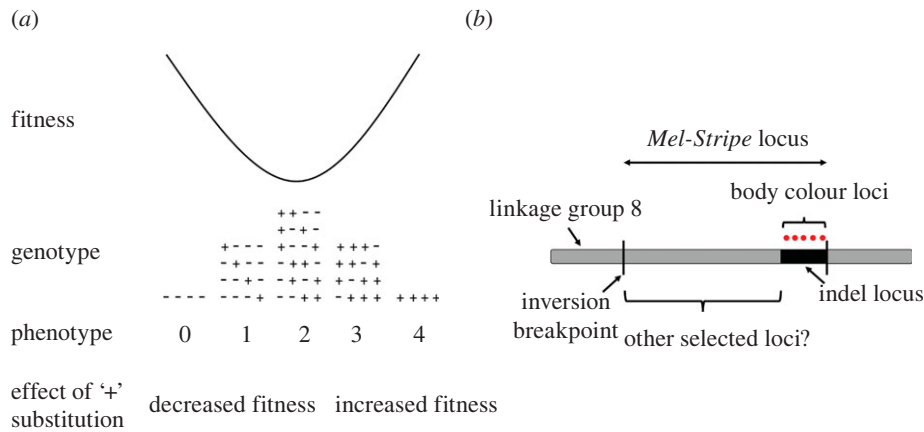 (a)
fitness
genotype
++--
+-+-
+--- +--+ +++-
-+-- -++- ++-+
--+- -+-+ +-++
---- ---+ --++ -+++ ++++
phenotype 0 1 2 3 4
effect of ‘+’
substitution
decreased fitness increased fitness
(b)
Mel-Stripe locus
body colour loci
linkage group 8
indel locus
inversion
breakpoint
other selected loci?